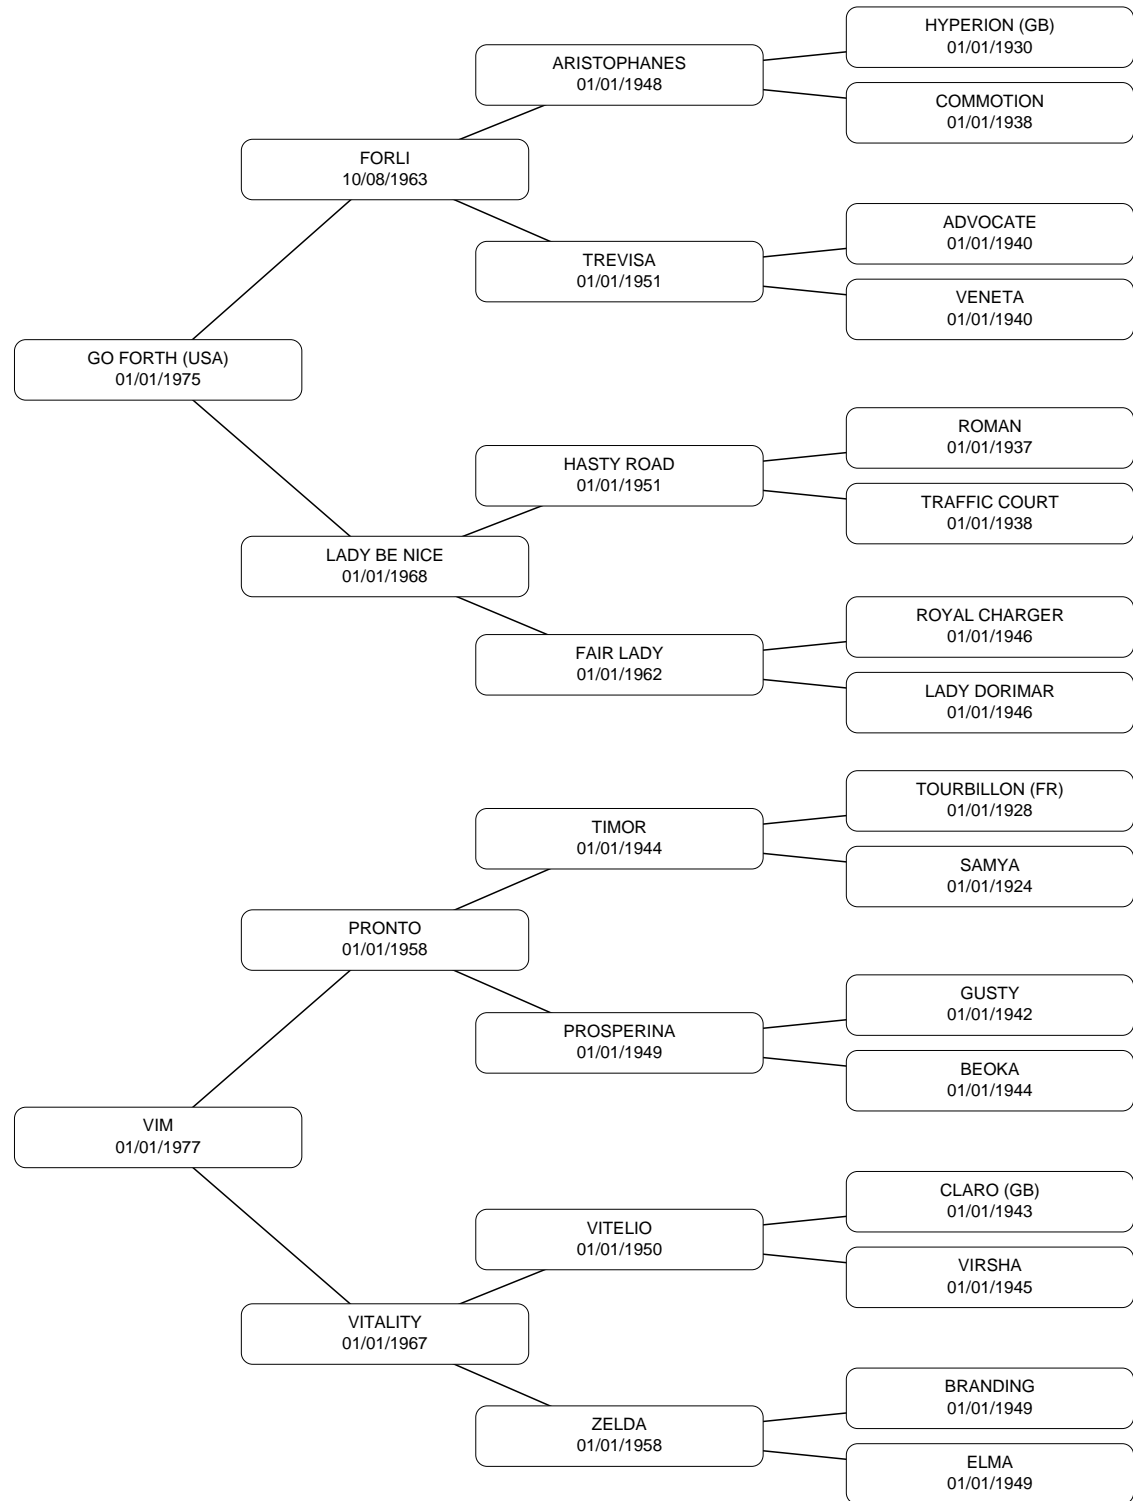 HYPERION (GB)
01/01/1930
ARISTOPHANES
01/01/1948
COMMOTION
01/01/1938
FORLI
10/08/1963
ADVOCATE
01/01/1940
TREVISA
01/01/1951
VENETA
01/01/1940
GO FORTH (USA)
01/01/1975
ROMAN
01/01/1937
HASTY ROAD
01/01/1951
TRAFFIC COURT
01/01/1938
LADY BE NICE
01/01/1968
ROYAL CHARGER
01/01/1946
FAIR LADY
01/01/1962
LADY DORIMAR
01/01/1946
TOURBILLON (FR)
01/01/1928
TIMOR
01/01/1944
SAMYA
01/01/1924
PRONTO
01/01/1958
GUSTY
01/01/1942
PROSPERINA
01/01/1949
BEOKA
01/01/1944
VIM
01/01/1977
CLARO (GB)
01/01/1943
VITELIO
01/01/1950
VIRSHA
01/01/1945
VITALITY
01/01/1967
BRANDING
01/01/1949
ZELDA
01/01/1958
ELMA
01/01/1949